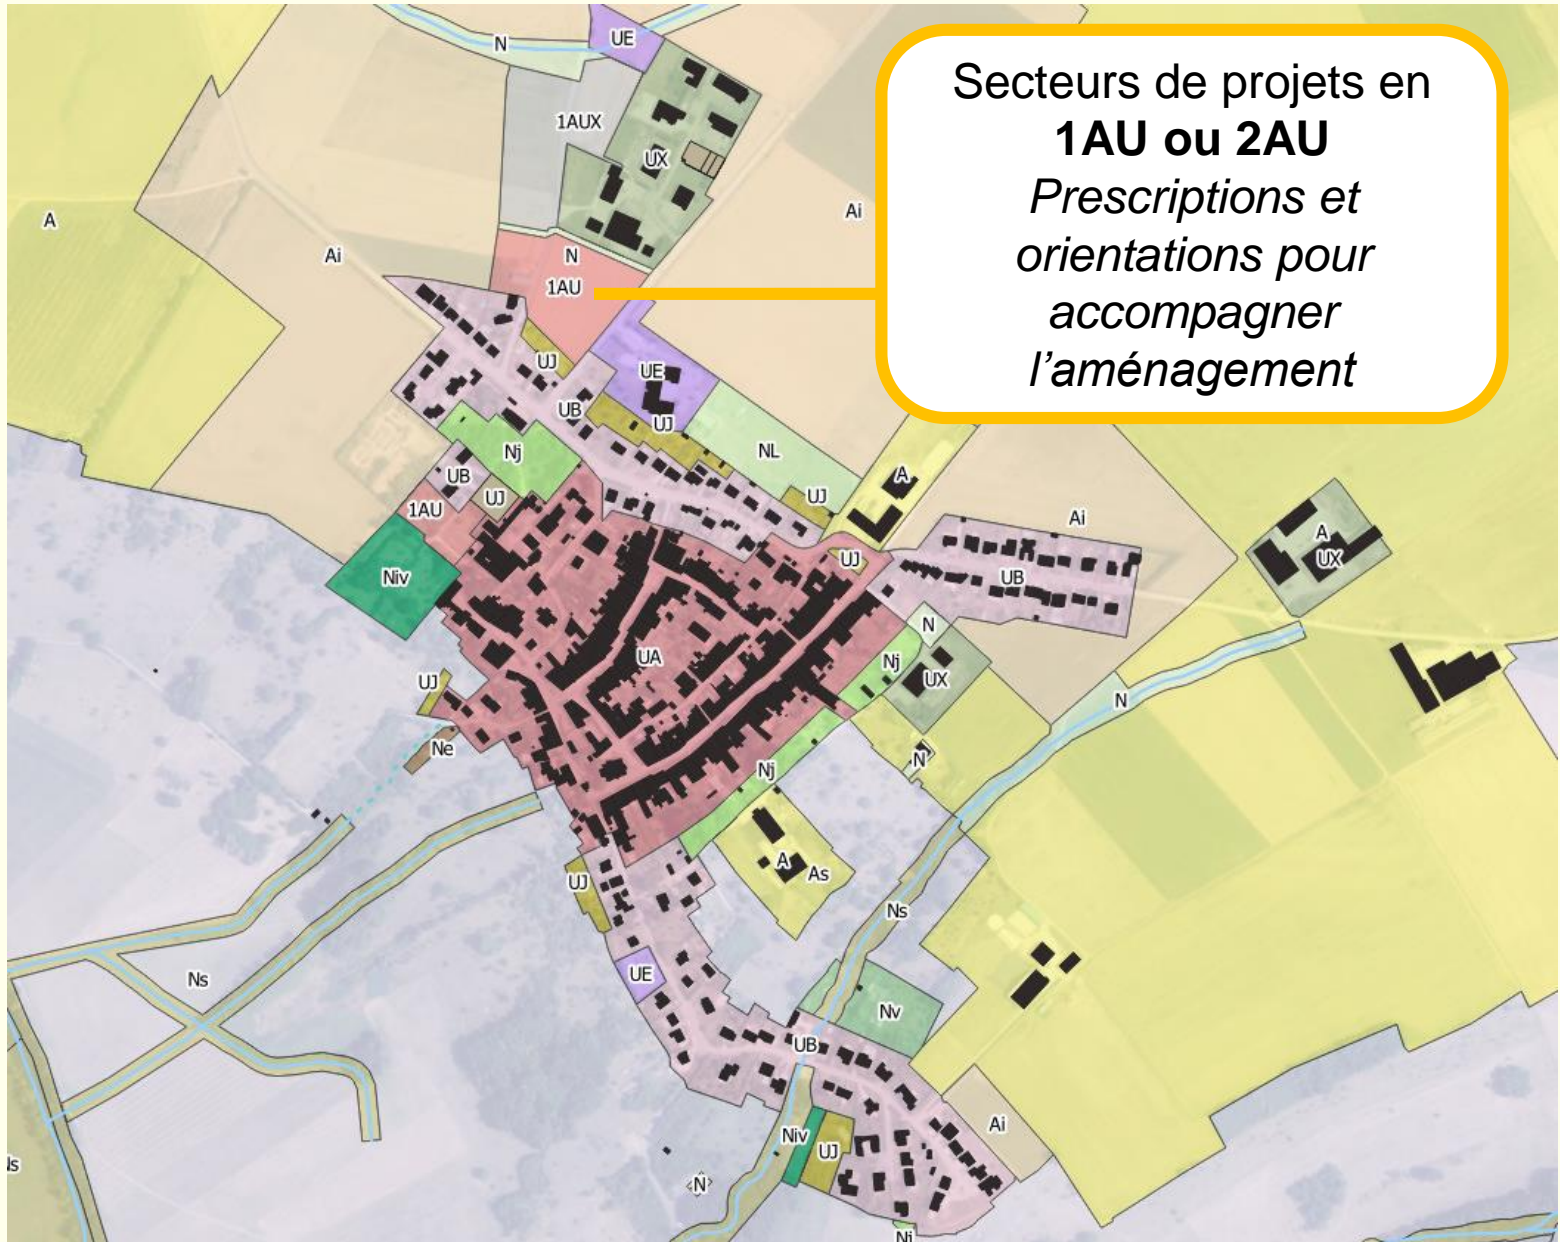 Secteurs de projets en
1AU ou 2AU
Prescriptions et
orientations pour
accompagner
l’aménagement
N
UE
1AUX
UX
A
Ai
Ai
N
1AU
UJ
UE
UB
UJ
NL
Nj
UB
UJ
UJ
A
1AU
Ai
A
UX
UJ
Niv
UB
N
UA
Nj
UX
UJ
N
Ne
N
Nj
A
As
UJ
Ns
UE
Ns
Nv
UB
Ai
Niv
UJ
Ns
N
Nj